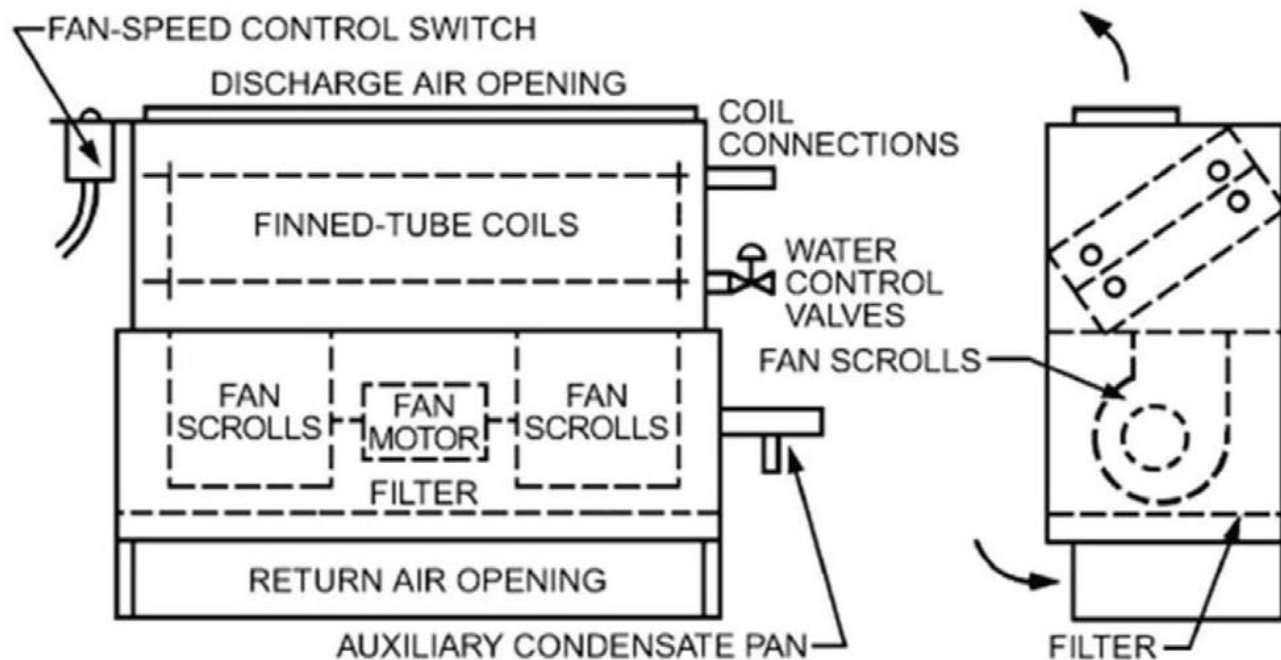 FAN-SPEED CONTROL SWITCH
DISCHARGE AIR OPENING
COIL
CONNECTIONS
FINNED-TUBE COILS
WATER
CONTROL
VALVES
FAN SCROLLS
FAN
SCROLLS
FAN
MOTOR
FAN
SCROLLS
FILTER
RETURN AIR OPENING
AUXILIARY CONDENSATE PAN
FILTER